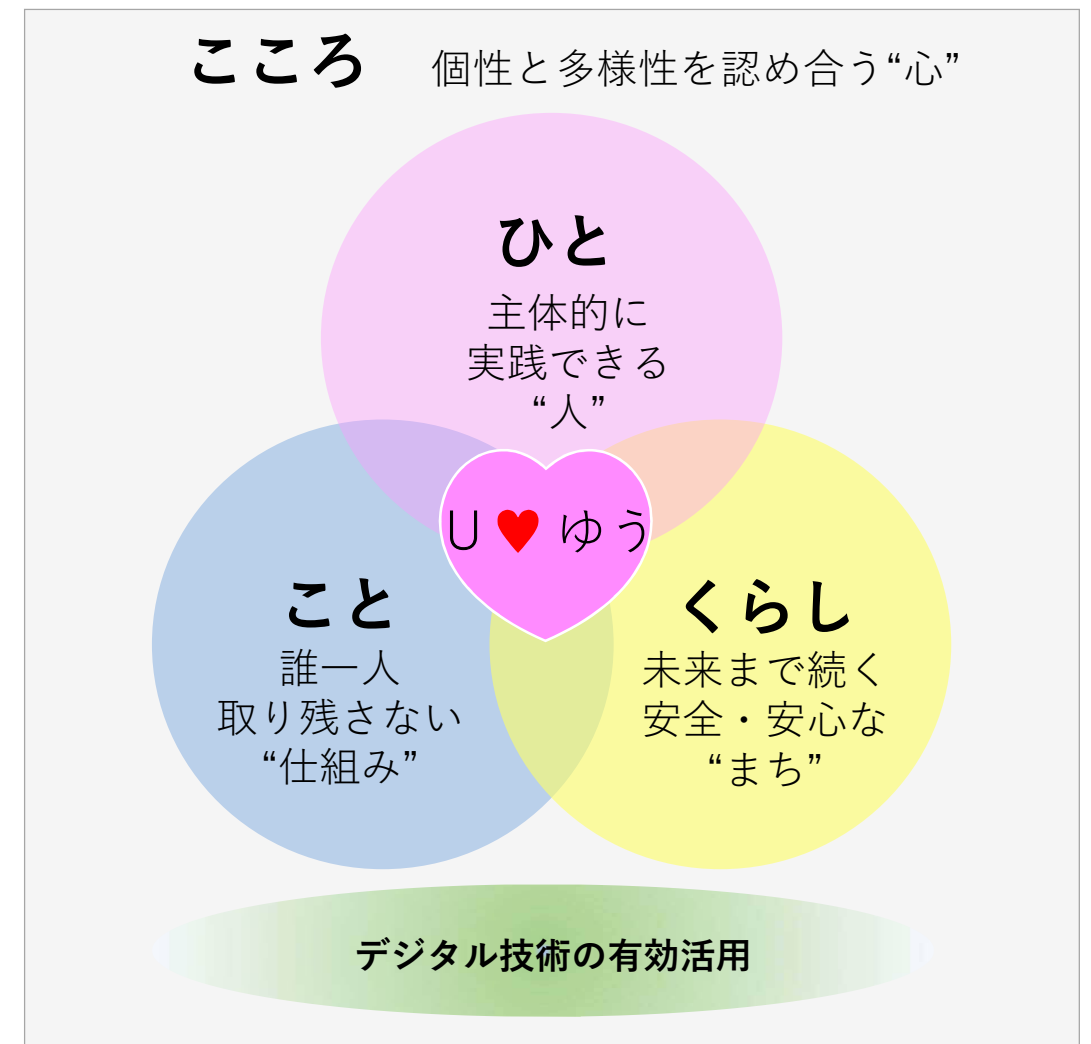 こころ 個性と多様性を認め合う“心”
ひと
主体的に
実践できる
“人”
U♥ゆう
こと
誰一人
取り残さない
“仕組み”
くらし
未来まで続く
安全・安心な
“まち”
デジタル技術の有効活用